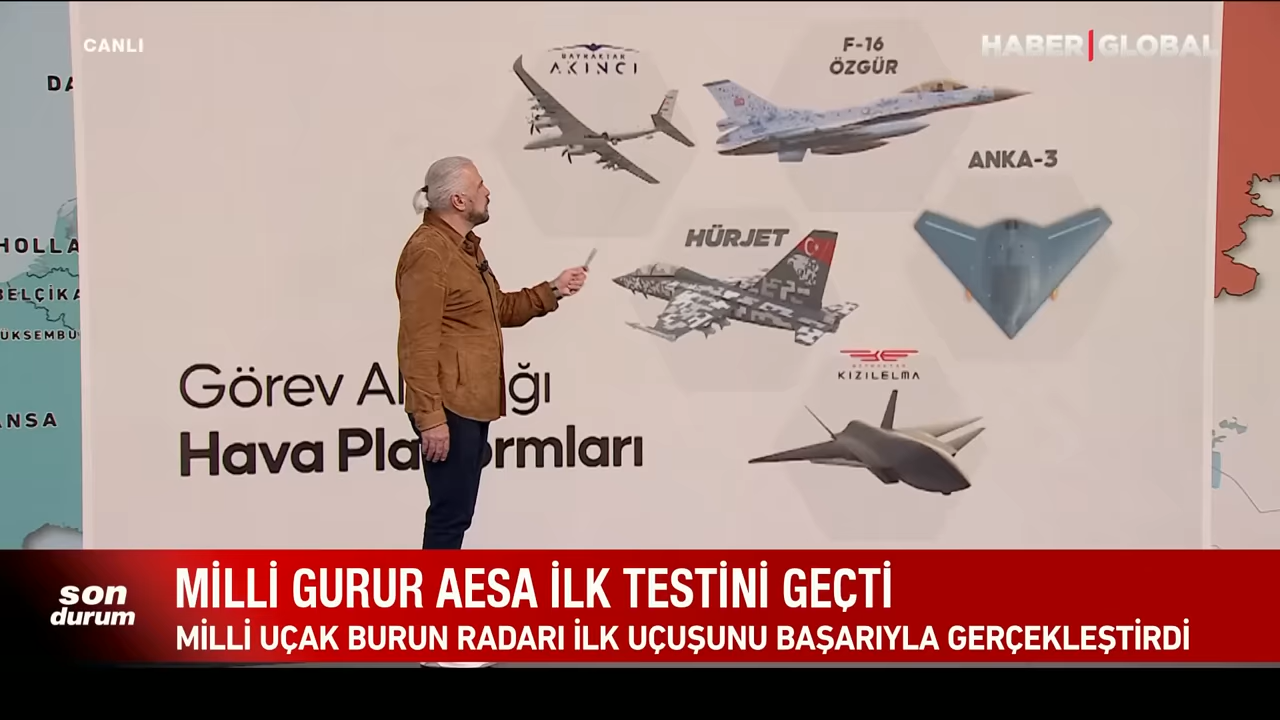 CANLI
HABER GLOBAL
BAYRAKTAR
AKINCI
F-16
ÖZGÜR
ANKA-3
HÜRJET
KIZILELMA
HOLLA
BELÇİKA
ÜKSEMBU
ANSA
DA
Görev Al ğı
Hava Pla ormları
son
durum
MİLLİ GURUR AESA İLK TESTİNİ GEÇTİ
MİLLİ UÇAK BURUN RADARI İLK UÇUŞUNU BAŞARIYLA GERÇEKLEŞTİRDİ